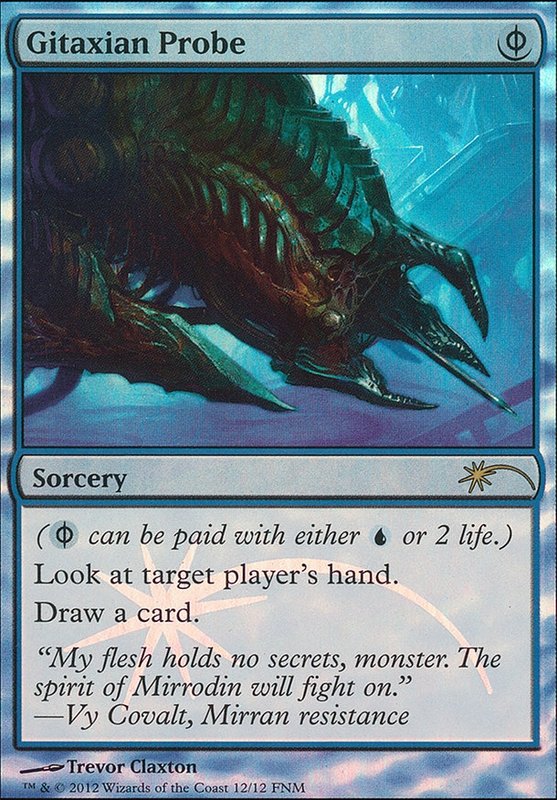 Gitaxian Probe
Sorcery
( can be paid with either or 2 life.)
Look at target player's hand.
Draw a card.
“My flesh holds no secrets, monster. The
spirit of Mirrodin will fight on.”
—Vy Covalt, Mirran resistance
Trevor Claxton
™ & © 2012 Wizards of the Coast 12/12 FNM